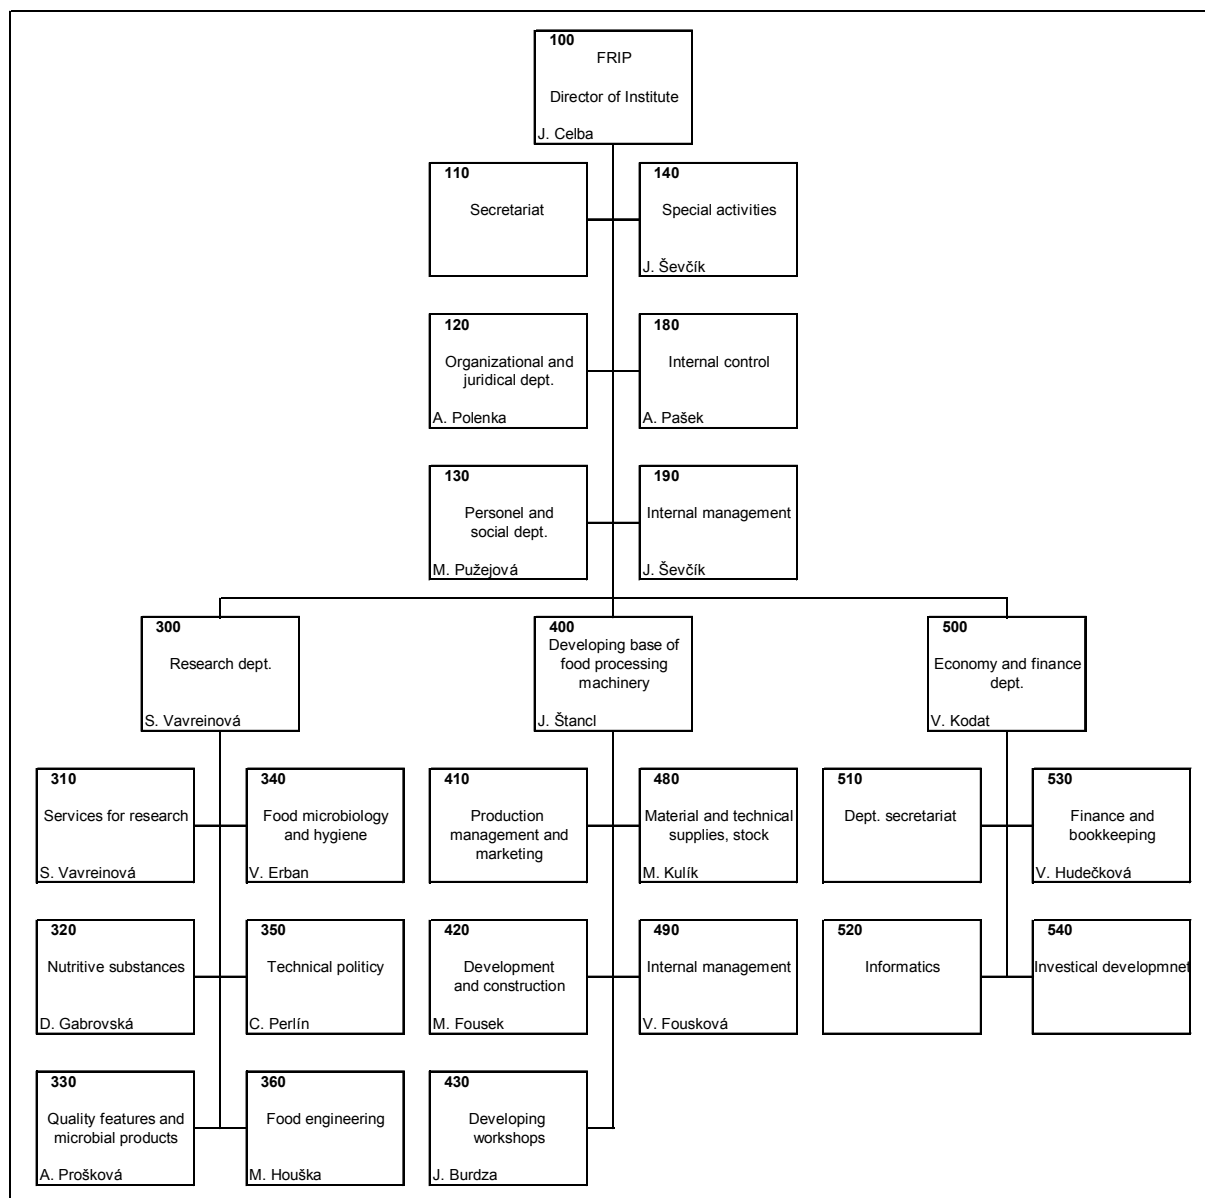 100
FRIP
Director of Institute
J. Celba
110
Secretariat
140
Special activities
J. Ševčík
120
Organizational and
juridical dept.
A. Polenka
180
Internal control
A. Pašek
130
Personel and
social dept.
M. Pužejová
190
Internal management
J. Ševčík
300
Research dept.
S. Vavreinová
400
Developing base of
food processing
machinery
J. Štancl
500
Economy and finance
dept.
V. Kodat
310
Services for research
S. Vavreinová
340
Food microbiology
and hygiene
V. Erban
410
Production
management and
marketing
480
Material and technical
supplies, stock
M. Kulík
510
Dept. secretariat
530
Finance and
bookkeeping
V. Hudečková
320
Nutritive substances
D. Gabrovská
350
Technical politicy
C. Perlín
420
Development
and construction
M. Fousek
490
Internal management
V. Fousková
520
Informatics
540
Investical developmnet
330
Quality features and
microbial products
A. Prošková
360
Food engineering
M. Houška
430
Developing
workshops
J. Burdza